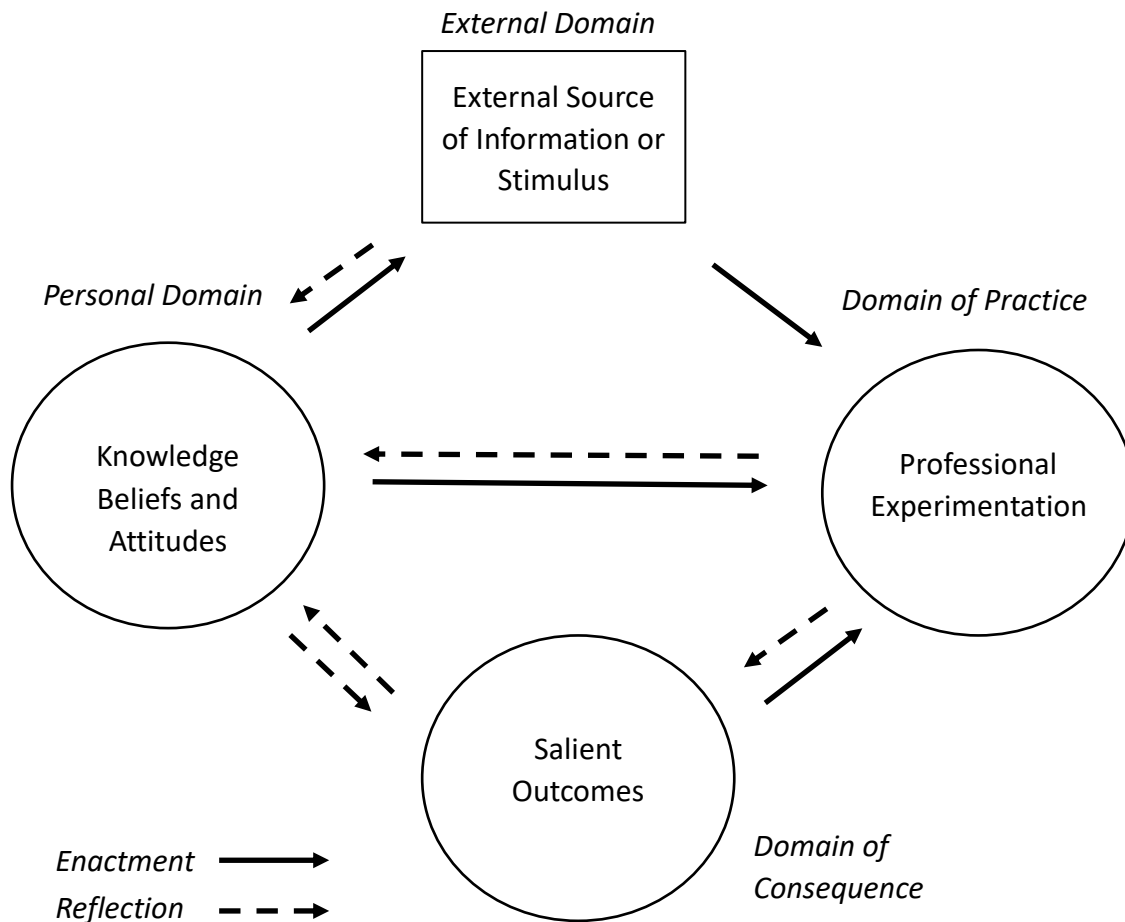 External Domain
External Source
of Information or
Stimulus
Personal Domain
Domain of Practice
Knowledge
Beliefs and
Attitudes
Professional
Experimentation
Salient
Outcomes
Enactment
Reflection
Domain of
Consequence